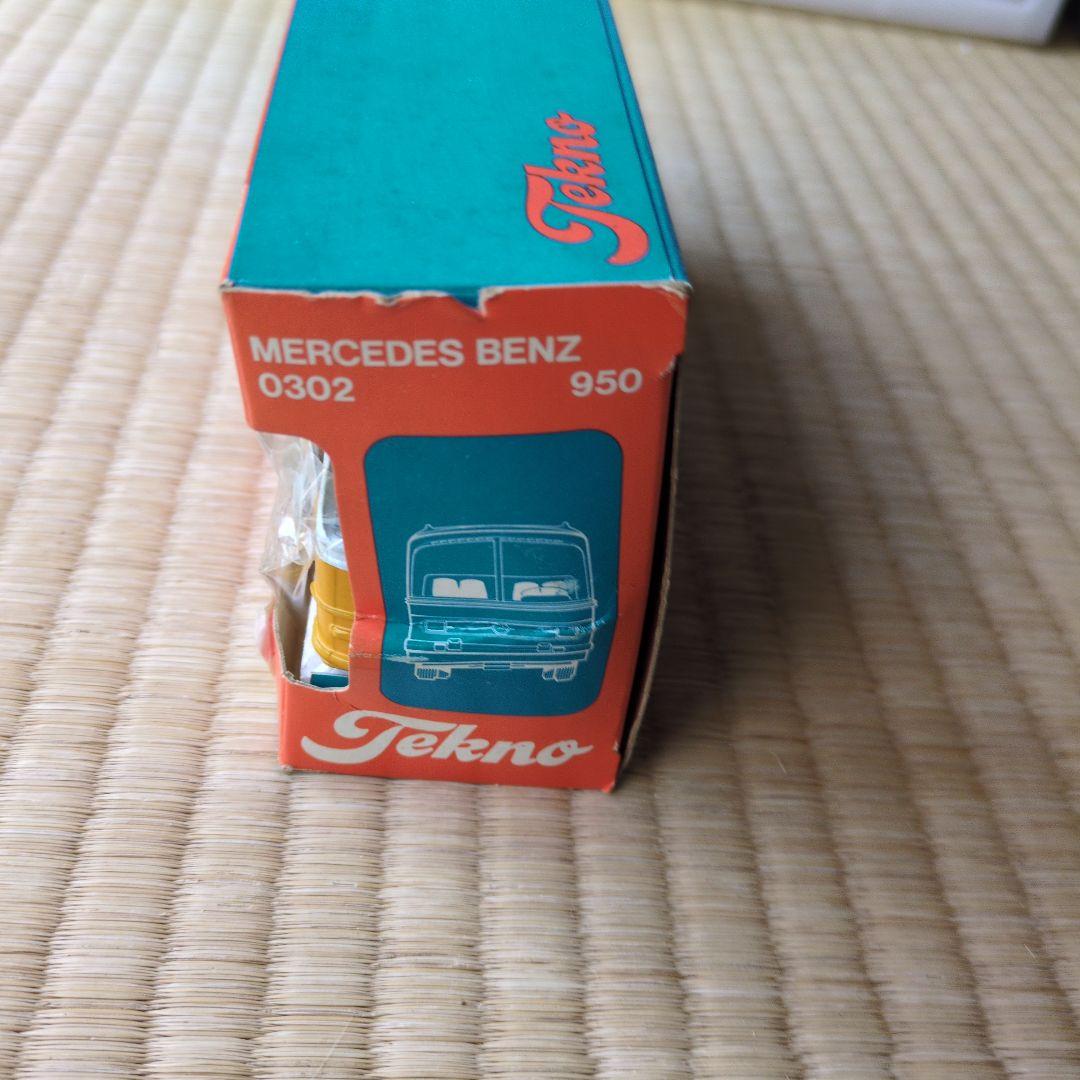 Tekno
MERCEDES BENZ
0302 950
Tekno